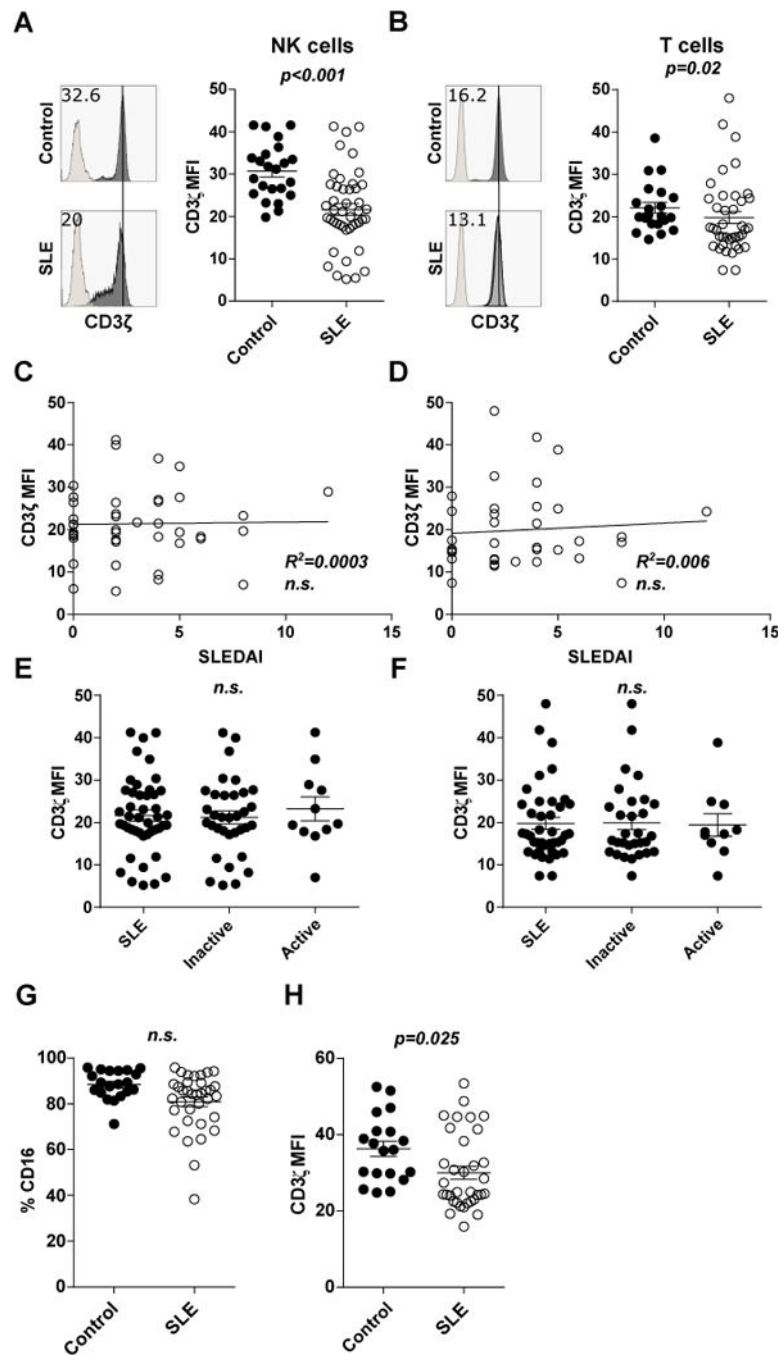 A
NK cells
p<0.001
32.6
Control
20
SLE
CD3ζ
CD3ζ MFI
50
40
30
20
10
0
Control
SLE
B
T cells
p=0.02
16.2
Control
13.1
SLE
CD3ζ
CD3ζ MFI
50
40
30
20
10
0
Control
SLE
C
CD3ζ MFI
50
40
30
20
10
0
0
5
10
15
R²=0.0003
n.s.
SLEDAI
D
CD3ζ MFI
50
40
30
20
10
0
0
5
10
15
R²=0.006
n.s.
SLEDAI
E
n.s.
CD3ζ MFI
50
40
30
20
10
0
SLE
Inactive
Active
F
n.s.
CD3ζ MFI
50
40
30
20
10
0
SLE
Inactive
Active
G
n.s.
% CD16
100
80
60
40
20
0
Control
SLE
H
p=0.025
CD3ζ MFI
60
40
20
0
Control
SLE